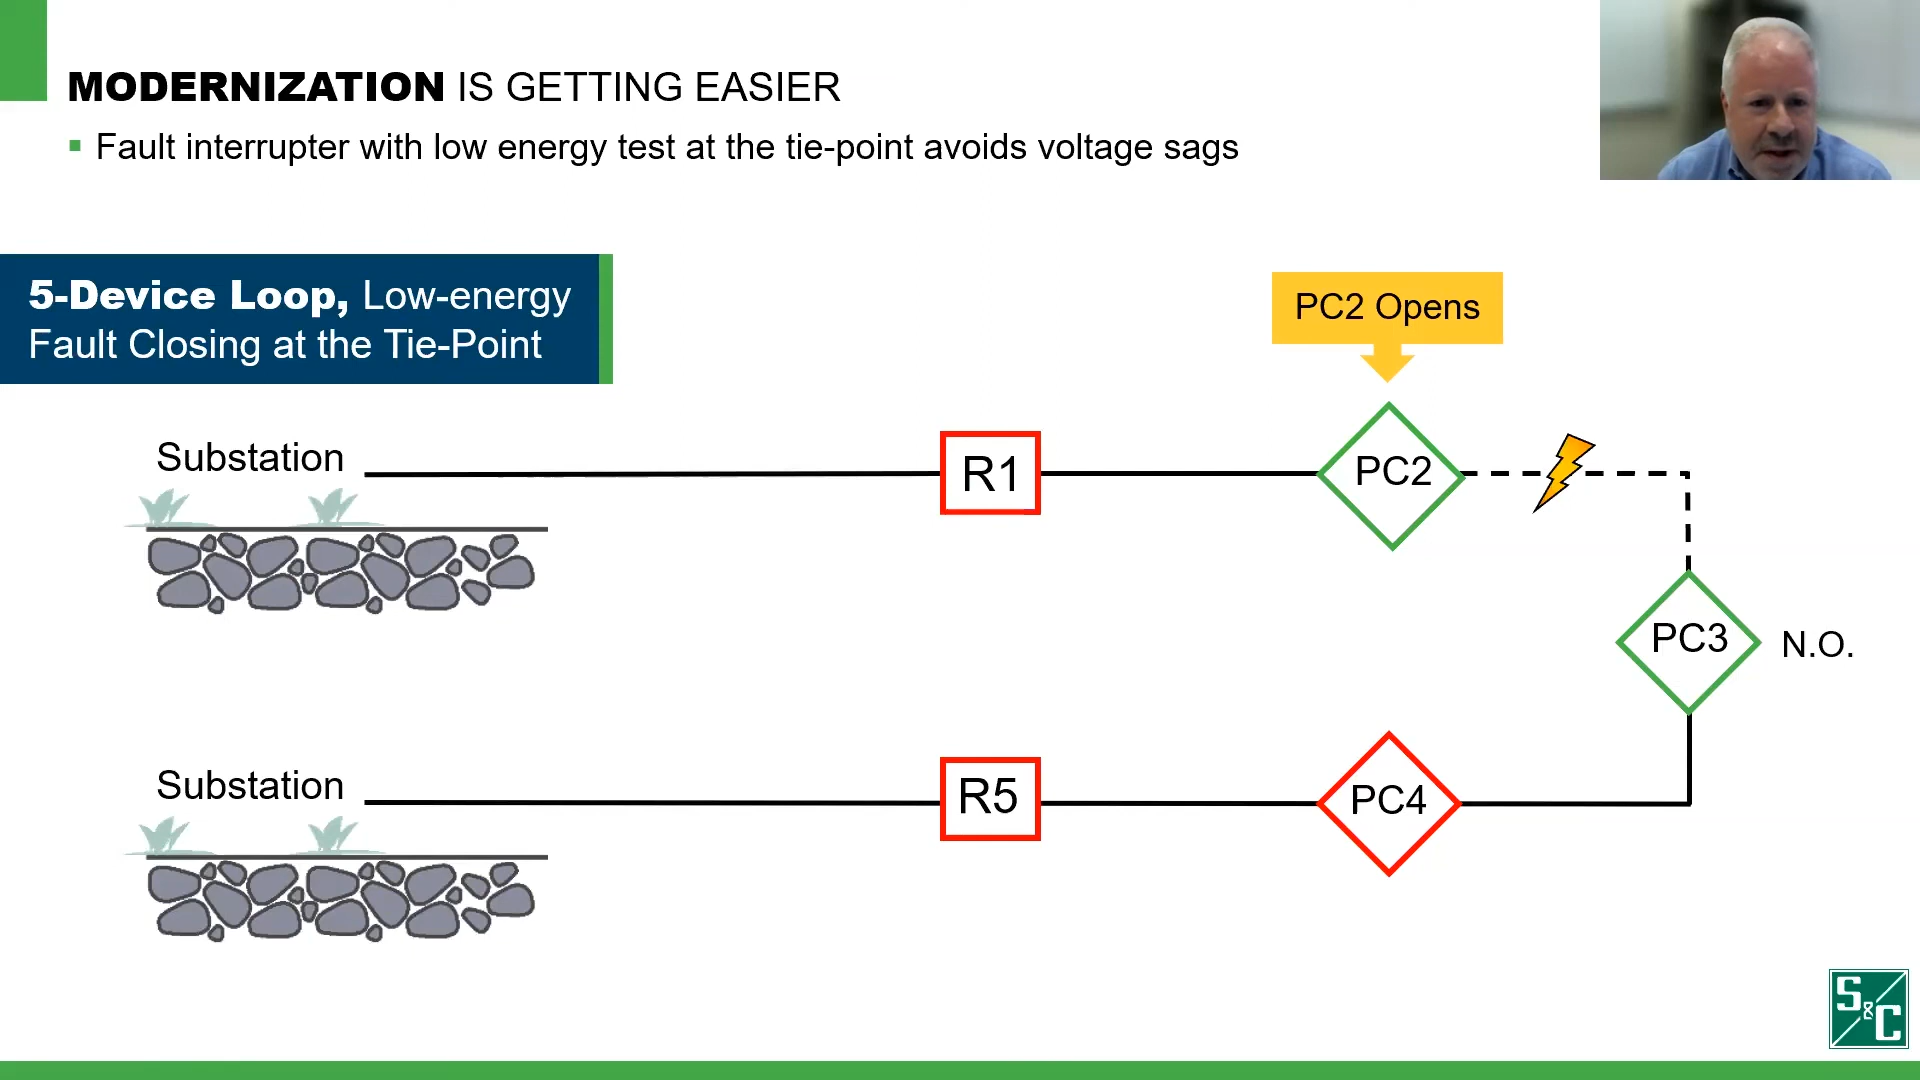 MODERNIZATION IS GETTING EASIER
Fault interrupter with low energy test at the tie-point avoids voltage sags
5-Device Loop, Low-energy
Fault Closing at the Tie-Point
PC2 Opens
Substation
R1
PC2
PC3
N.O.
Substation
R5
PC4
S&C